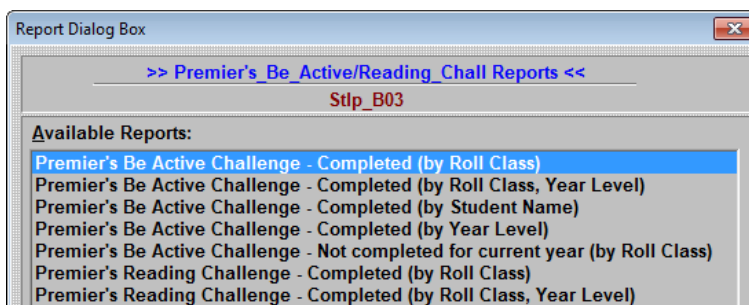 Report Dialog Box
>> Premier's_Be_Active/Reading_Chall Reports <<
Stlp_B03
Available Reports:
Premier's Be Active Challenge - Completed (by Roll Class)
Premier's Be Active Challenge - Completed (by Roll Class, Year Level)
Premier's Be Active Challenge - Completed (by Student Name)
Premier's Be Active Challenge - Completed (by Year Level)
Premier's Be Active Challenge - Not completed for current year (by Roll Class)
Premier's Reading Challenge - Completed (by Roll Class)
Premier's Reading Challenge - Completed (by Roll Class, Year Level)